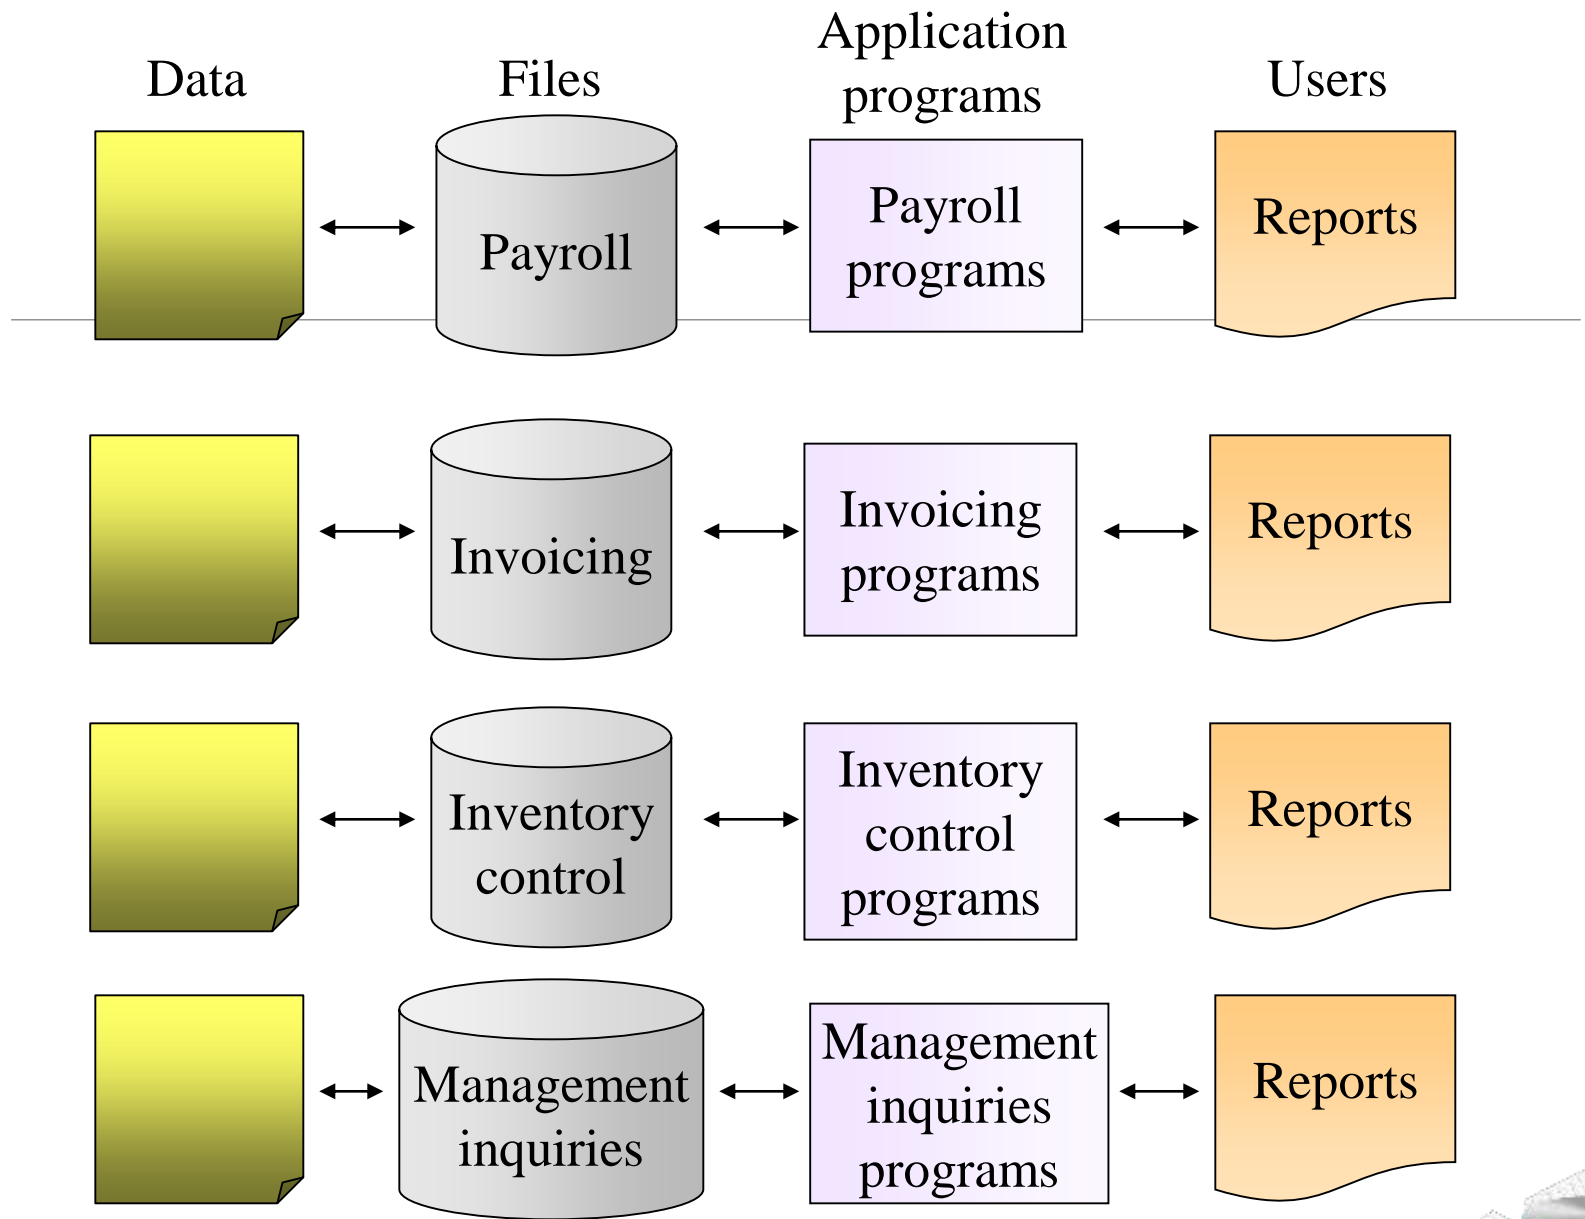 Data
Files
Application
programs
Users
Payroll
Payroll
programs
Reports
Invoicing
Invoicing
programs
Reports
Inventory
control
Inventory
control
programs
Reports
Management
inquiries
Management
inquiries
programs
Reports